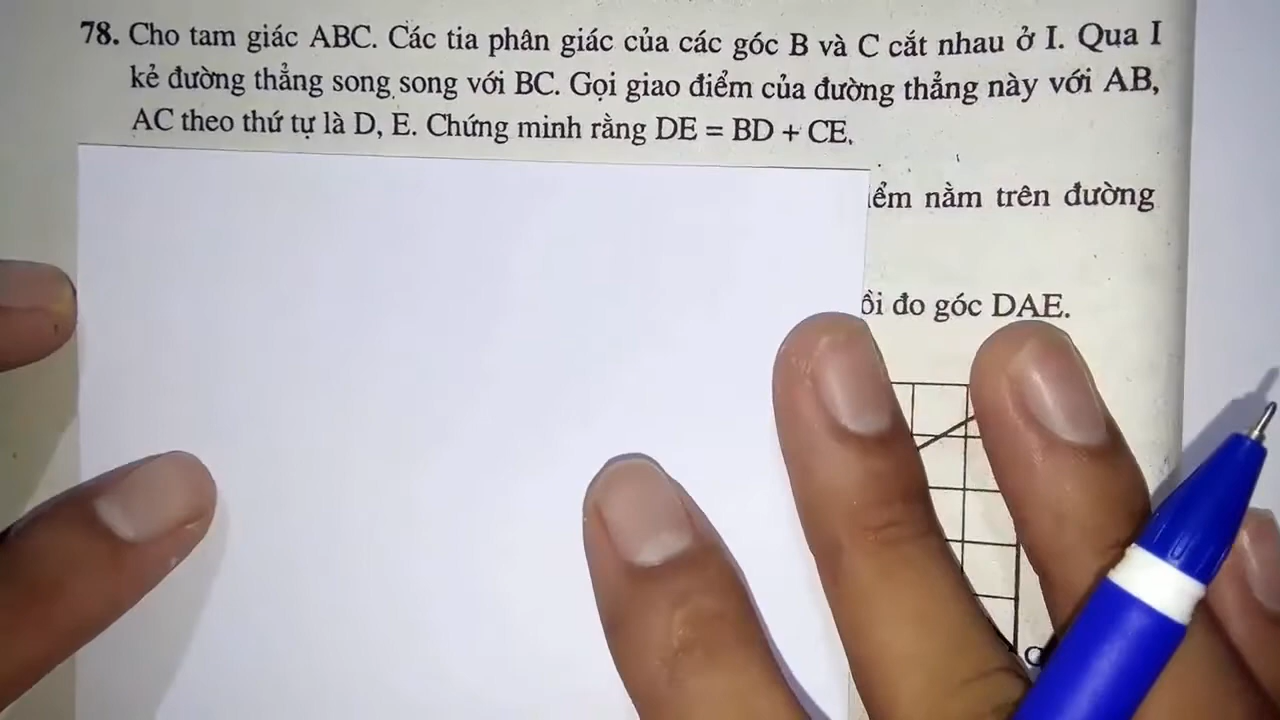 78. Cho tam giác ABC. Các tia phân giác của các góc B và C cắt nhau ở I. Qua I
kẻ đường thẳng song song với BC. Gọi giao điểm của đường thẳng này với AB,
AC theo thứ tự là D, E. Chứng minh rằng DE = BD + CE.
nằm trên đường
đo góc DAE.